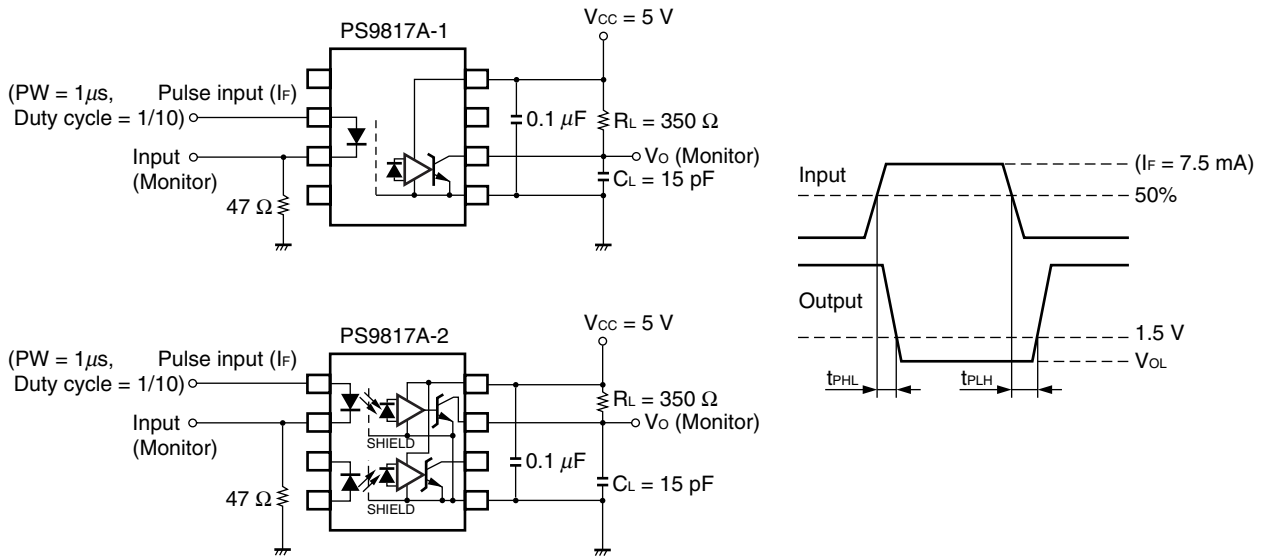 VCC = 5 V
PS9817A-1
(PW = 1μs, Pulse input (IF)
Duty cycle = 1/10)
0.1 μF
RL = 350 Ω
Input
(Monitor)
VO (Monitor)
CL = 15 pF
47 Ω
Input
(IF = 7.5 mA)
50%
Output
1.5 V
VOL
tPHL
tPLH
VCC = 5 V
PS9817A-2
(PW = 1μs, Pulse input (IF)
Duty cycle = 1/10)
RL = 350 Ω
Input
(Monitor)
VO (Monitor)
SHIELD
0.1 μF
CL = 15 pF
47 Ω
SHIELD